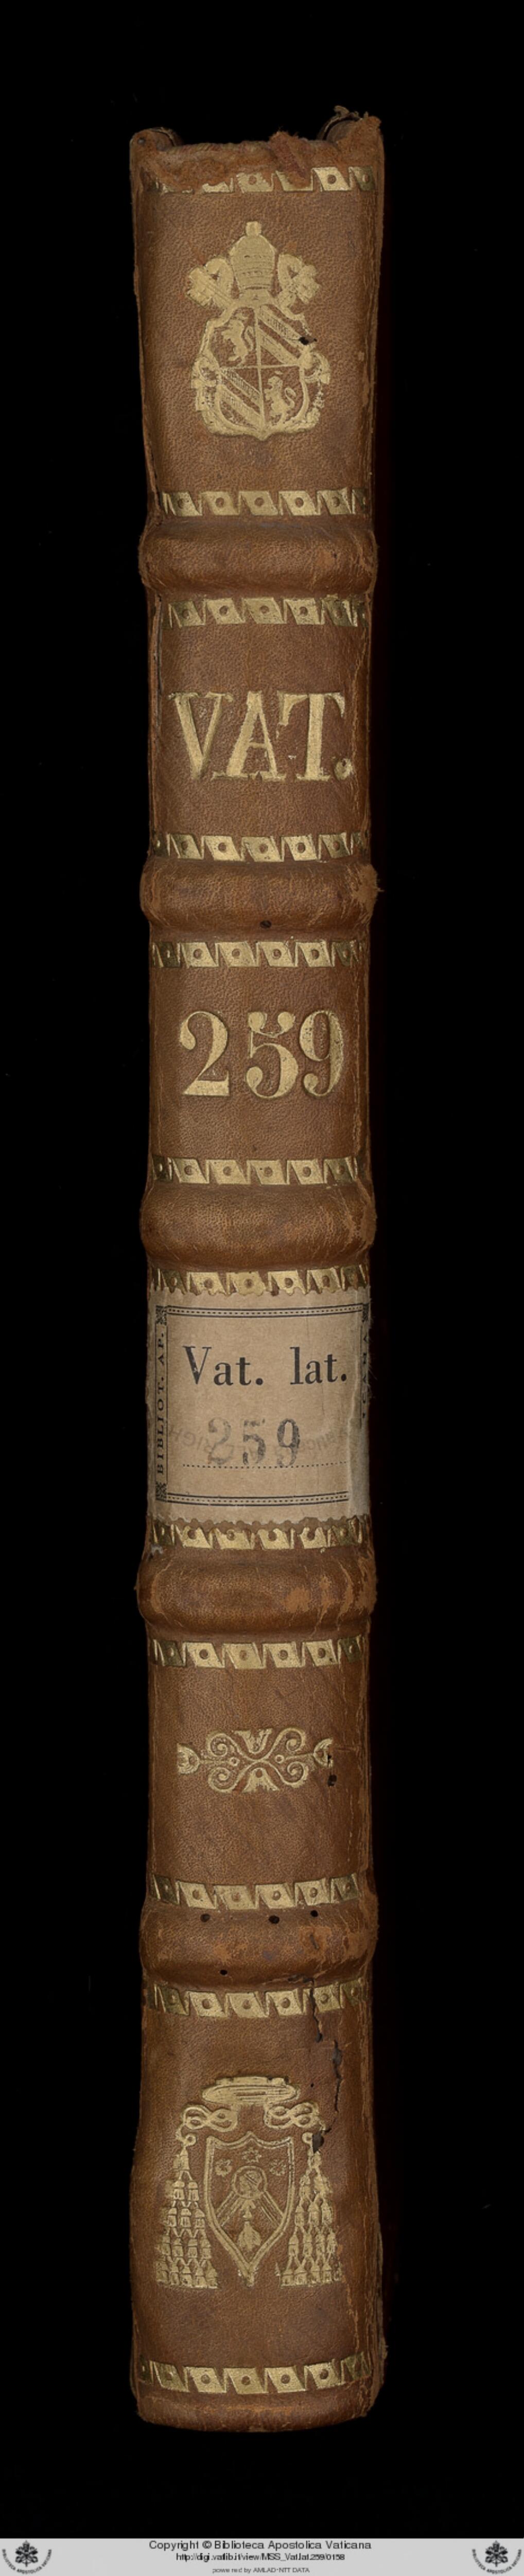 VAT.
259
BIBLIOT. AP.
Vat. lat.
259
Copyright © Biblioteca Apostolica Vaticana
http://digi.vatlib.it/view/MSS_Vat.lat.259/0158
powered by AMLAD-NTT DATA